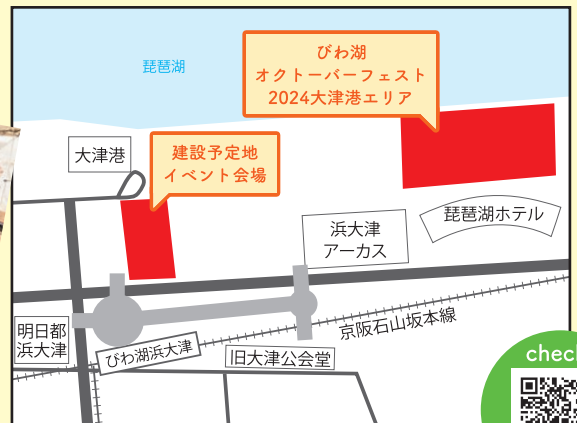 琵琶湖
びわ湖
オクトーバーフェスト
2024大津港エリア
大津港
建設予定地
イベント会場
浜大津
アーカス
琵琶湖ホテル
明日都
浜大津
びわ湖浜大津
旧大津公会堂
京阪石山坂本線
check